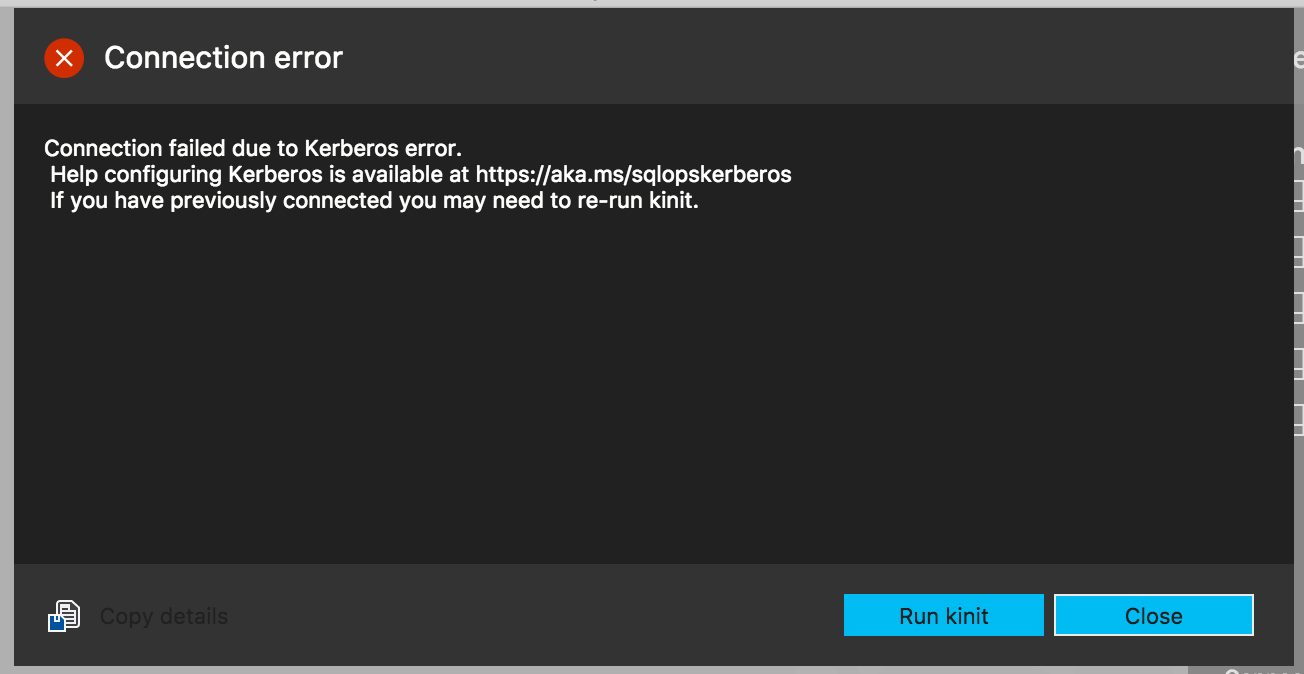 Connection error
Connection failed due to Kerberos error.
Help configuring Kerberos is available at https://aka.ms/sqlopskerberos
If you have previously connected you may need to re-run kinit.
Copy details
Run kinit
Close